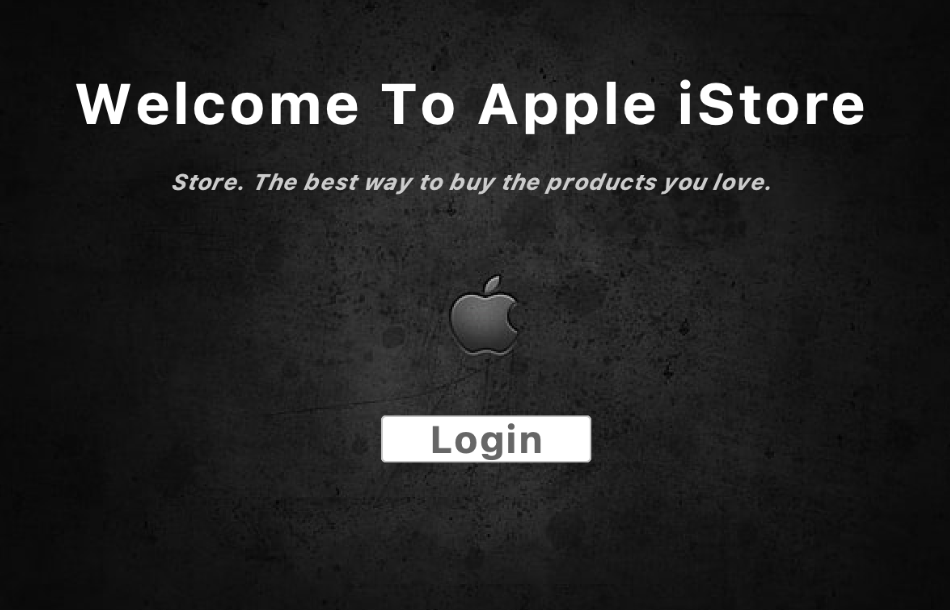 Welcome To Apple iStore
Store. The best way to buy the products you love.
Login